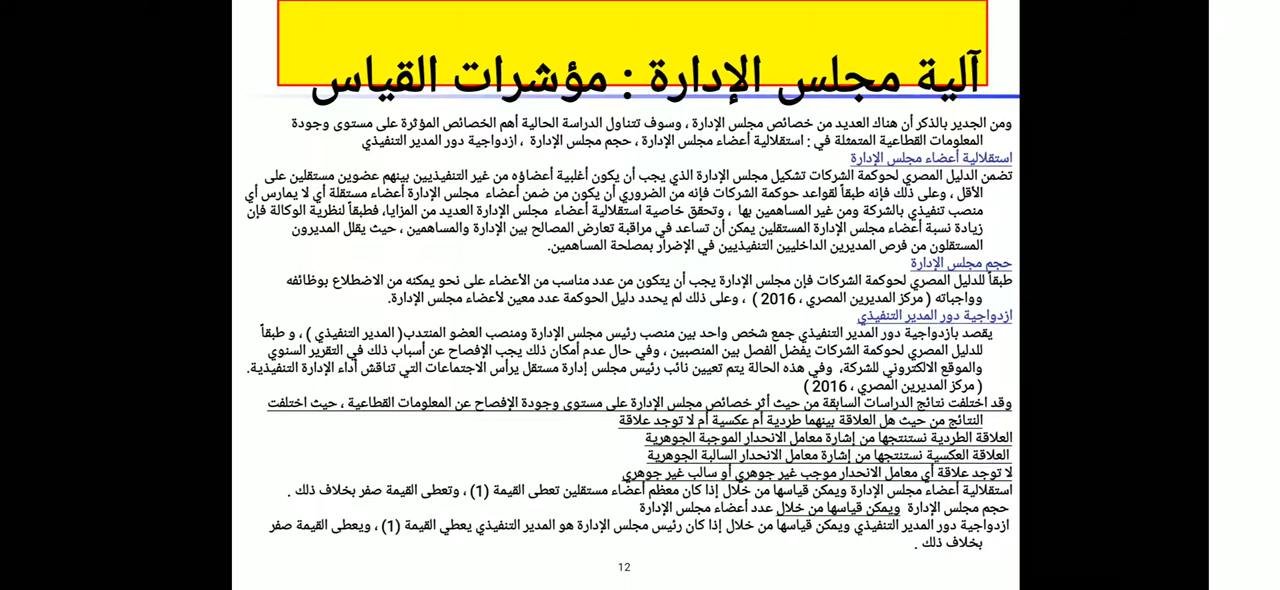 آلية مجلس الإدارة : مؤشرات القياس
ومن الجدير بالذكر أن هناك العديد من خصائص مجلس الإدارة ، وسوف تتناول الدراسة الحالية أهم الخصائص المؤثرة على مستوى وجودة
المعلومات القطاعية المتمثلة في : استقلالية أعضاء مجلس الإدارة ، حجم مجلس الإدارة ، ازدواجية دور المدير التنفيذي
استقلالية أعضاء مجلس الإدارة
تضمن الدليل المصري لحوكمة الشركات تشكيل مجلس الإدارة الذي يجب أن يكون أغلبية أعضاؤه من غير التنفيذيين بينهم عضوين مستقلين على
الأقل ، وعلى ذلك فإنه طبقاً لقواعد حوكمة الشركات فإنه من الضروري أن يكون من ضمن أعضاء مجلس الإدارة أعضاء مستقلة أي لا يمارس أي
منصب تنفيذي بالشركة ومن غير المساهمين بها ، وتحقق خاصية استقلالية أعضاء مجلس الإدارة العديد من المزايا، فطبقاً لنظرية الوكالة فإن
زيادة نسبة أعضاء مجلس الإدارة المستقلين يمكن أن تساعد في مراقبة تعارض المصالح بين الإدارة والمساهمين ، حيث يقلل المديرون
المستقلون من فرص المديرين الداخليين التنفيذيين في الإضرار بمصلحة المساهمين.
حجم مجلس الإدارة
طبقاً للدليل المصري لحوكمة الشركات فإن مجلس الإدارة يجب أن يتكون من عدد مناسب من الأعضاء على نحو يمكنه من الاضطلاع بوظائفه
وواجباته ( مركز المديرين المصري ، 2016 ) ، وعلى ذلك لم يحدد دليل الحوكمة عدد معين لأعضاء مجلس الإدارة.
ازدواجية دور المدير التنفيذي
يقصد بازدواجية دور المدير التنفيذي جمع شخص واحد بين منصب رئيس مجلس الإدارة ومنصب العضو المنتدب( المدير التنفيذي ) ، و طبقاً
للدليل المصري لحوكمة الشركات يفضل الفصل بين المنصبين ، وفي حال عدم أمكان ذلك يجب الإفصاح عن أسباب ذلك في التقرير السنوي
والموقع الالكتروني للشركة، وفي هذه الحالة يتم تعيين نائب رئيس مجلس إدارة مستقل يرأس الاجتماعات التي تناقش أداء الإدارة التنفيذية.
( مركز المديرين المصري ، 2016 )
وقد اختلفت نتائج الدراسات السابقة من حيث أثر خصائص مجلس الإدارة على مستوى وجودة الإفصاح عن المعلومات القطاعية ، حيث اختلفت
النتائج من حيث هل العلاقة بينهما طردية أم عكسية أم لا توجد علاقة
العلاقة الطردية نستنتجها من إشارة معامل الانحدار الموجبة الجوهرية
العلاقة العكسية نستنتجها من إشارة معامل الانحدار السالبة الجوهرية
لا توجد علاقة أي معامل الانحدار موجب غير جوهري أو سالب غير جوهري
استقلالية أعضاء مجلس الإدارة ويمكن قياسها من خلال إذا كان معظم أعضاء مستقلين تعطى القيمة (1) ، وتعطى القيمة صفر بخلاف ذلك .
حجم مجلس الإدارة ويمكن قياسها من خلال عدد أعضاء مجلس الإدارة
ازدواجية دور المدير التنفيذي ويمكن قياسها من خلال إذا كان رئيس مجلس الإدارة هو المدير التنفيذي يعطي القيمة (1) ، ويعطى القيمة صفر
بخلاف ذلك .
12